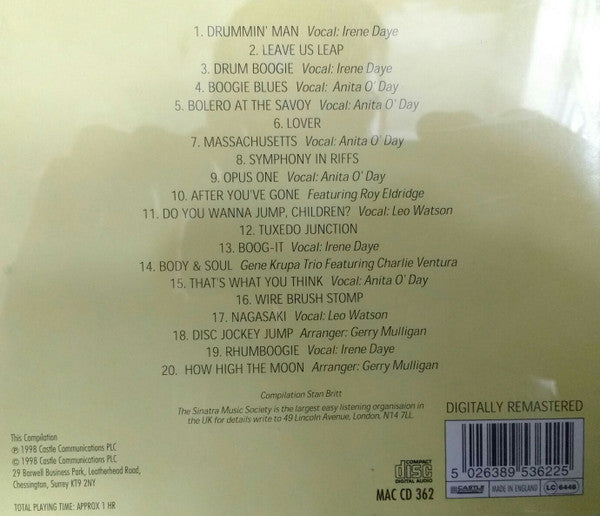 1. DRUMMIN' MAN Vocal: Irene Daye
2. LEAVE US LEAP
3. DRUM BOOGIE Vocal: Irene Daye
4. BOOGIE BLUES Vocal: Anita O' Day
5. BOLERO AT THE SAVOY Vocal: Anita O' Day
6. LOVER
7. MASSACHUSETTS Vocal: Anita O' Day
8. SYMPHONY IN RIFFS
9. OPUS ONE Vocal: Anita O' Day
10. AFTER YOU'VE GONE Featuring Roy Eldridge
11. DO YOU WANNA JUMP, CHILDREN? Vocal: Leo Watson
12. TUXEDO JUNCTION
13. BOOG-IT Vocal: Irene Daye
14. BODY & SOUL Gene Krupa Trio Featuring Charlie Ventura
15. THAT'S WHAT YOU THINK Vocal: Anita O' Day
16. WIRE BRUSH STOMP
17. NAGASAKI Vocal: Leo Watson
18. DISC JOCKEY JUMP Arranger: Gerry Mulligan
19. RHUMBOOGIE Vocal: Irene Daye
20. HOW HIGH THE MOON Arranger: Gerry Mulligan
Compilation Stan Britt
The Sinatra Music Society is the largest easy listening organisaion in
the UK for details write to 49 Lincoln Avenue, London, N14 7LL.
DIGITALLY REMASTERED
This Compilation
℗ 1998 Castle Communications PLC
© 1998 Castle Communications PLC
29 Barwell Business Park, Leatherhead Road,
Chessington, Surrey KT9 2NY
TOTAL PLAYING TIME: APPROX 1 HR
COMPACT
disc
DIGITAL AUDIO
MAC CD 362
5 026389 536225
CASTLE
MADE IN ENGLAND
LC 6448